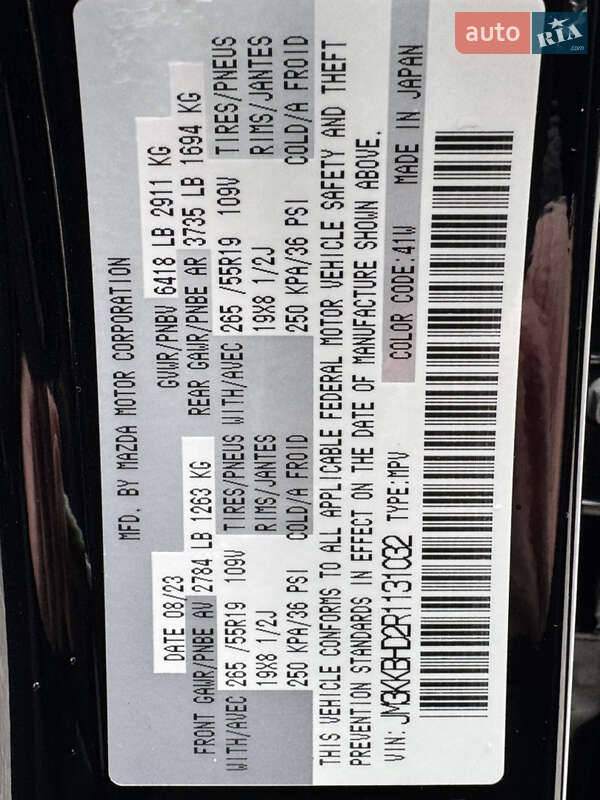 auto RIA .com
MFD. BY MAZDA MOTOR CORPORATION
DATE 08/23 GVWR/PNBV 6418 LB 2911 KG
FRONT GAWR/PNBE AV 2784 LB 1263 KG REAR GAWR/PNBE AR 3735 LB 1694 KG
WITH/AVEC 265 /55R19 109V TIRES/PNEUS WITH/AVEC 265 /55R19 109V TIRES/PNEUS
19X8 1/2J RIMS/JANTES 19X8 1/2J RIMS/JANTES
250 KPA/36 PSI COLD/A FROID 250 KPA/36 PSI COLD/A FROID
THIS VEHICLE CONFORMS TO ALL APPLICABLE FEDERAL MOTOR VEHICLE SAFETY AND THEFT
PREVENTION STANDARDS IN EFFECT ON THE DATE OF MANUFACTURE SHOWN ABOVE.
VIN: JM3KKBHD2R1131032 TYPE:MPV COLOR CODE:41W MADE IN JAPAN